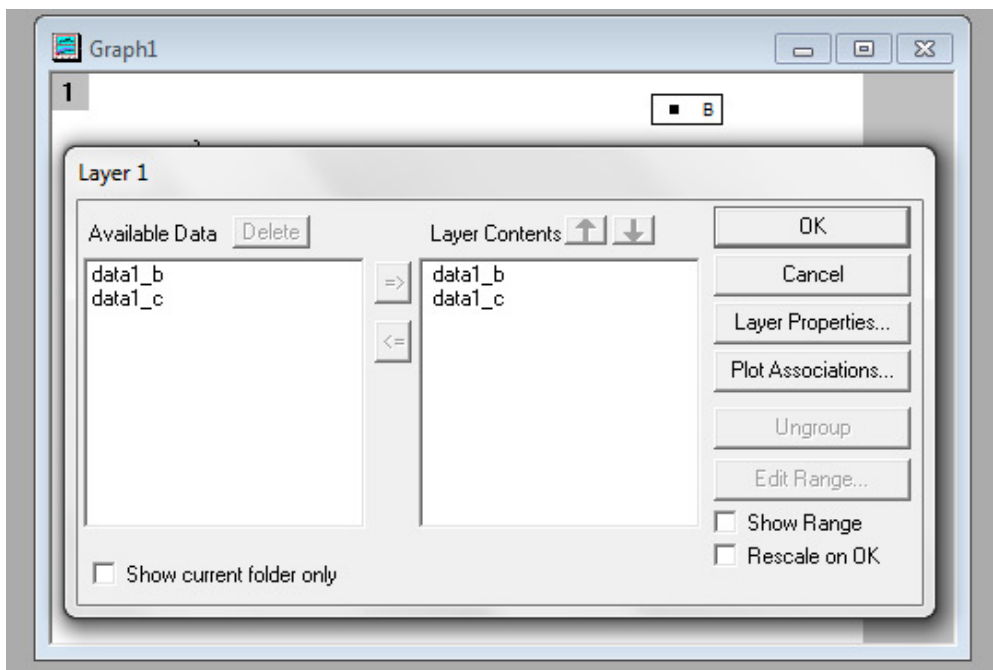 Graph1
1
B
Layer 1
Available Data
Delete
Layer Contents
data1_b
data1_c
=>
<=
data1_b
data1_c
OK
Cancel
Layer Properties...
Plot Associations...
Ungroup
Edit Range...
Show Range
Rescale on OK
Show current folder only